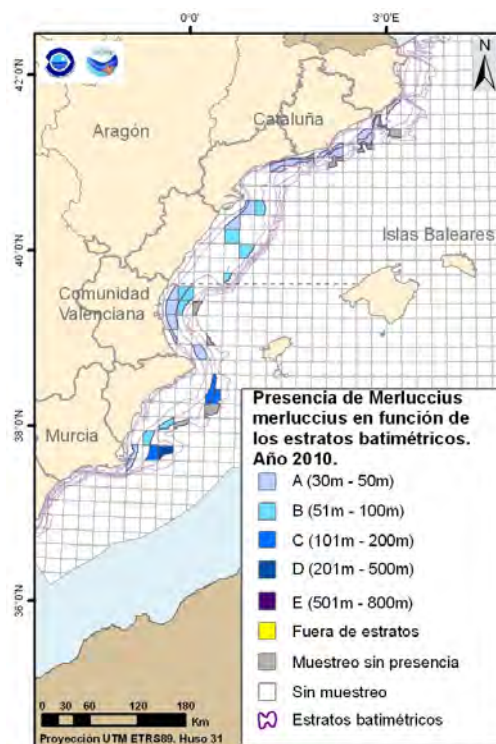 0°0'
3°0'E
42°0'N
N
Cataluña
Aragón
40°0'N
Islas Baleares
Comunidad
Valenciana
38°0'N
Murcia
36°0'N
Presencia de Merluccius
merluccius en función de
los estratos batimétricos.
Año 2010.
A (30m - 50m)
B (51m - 100m)
C (101m - 200m)
D (201m - 500m)
E (501m - 800m)
Fuera de estratos
Muestreo sin presencia
Sin muestreo
Estratos batimétricos
0 30 60 120 180
Km
Proyección UTM ETRS89. Huso 31